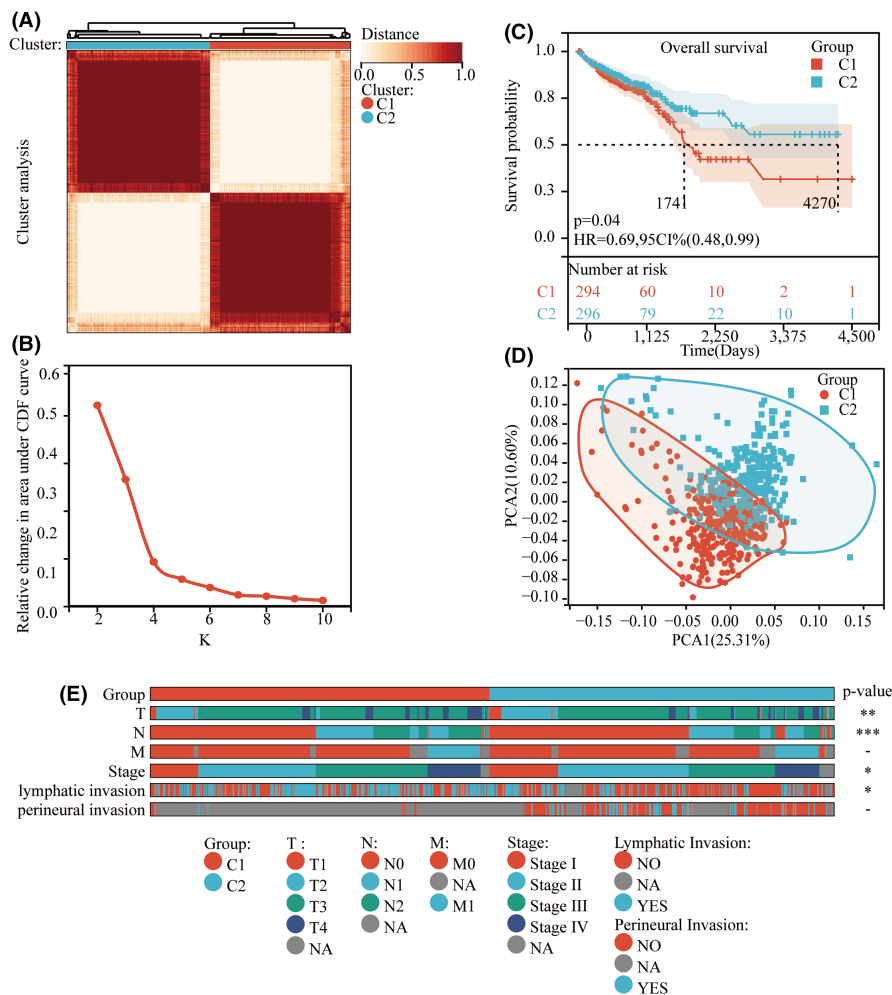 (A)
Cluster:
Cluster analysis
Distance
0.0 1.0
Cluster:
C1
C2
(B)
Relative change in area under CDF curve
0.6
0.5
0.4
0.3
0.2
0.1
0.0
2 4 6 8 10
K
(C)
Overall survival
Group
C1
C2
Survival probability
1.0
0.8
0.5
0.3
0.0
1741
4270
p=0.04
HR=0.69,95CI%(0.48,0.99)
Number at risk
C1 294 60 10 2 1
C2 296 79 22 10 1
0 1,125 2,250 3,375 4,500
Time(Days)
(D)
Group
C1
C2
PCA2(10.60%)
0.12
0.10
0.08
0.06
0.04
0.02
0.00
−0.02
−0.04
−0.06
−0.08
−0.10
−0.15 −0.10 −0.05 0.00 0.05 0.10 0.15
PCA1(25.31%)
(E)
p-value
Group
T **
N ***
M -
Stage *
lymphatic invasion *
perineural invasion -
Group:
C1
C2
T :
T1
T2
T3
T4
NA
N:
N0
N1
N2
NA
M:
M0
NA
M1
Stage:
Stage I
Stage II
Stage III
Stage IV
NA
Lymphatic Invasion:
NO
NA
YES
Perineural Invasion:
NO
NA
YES